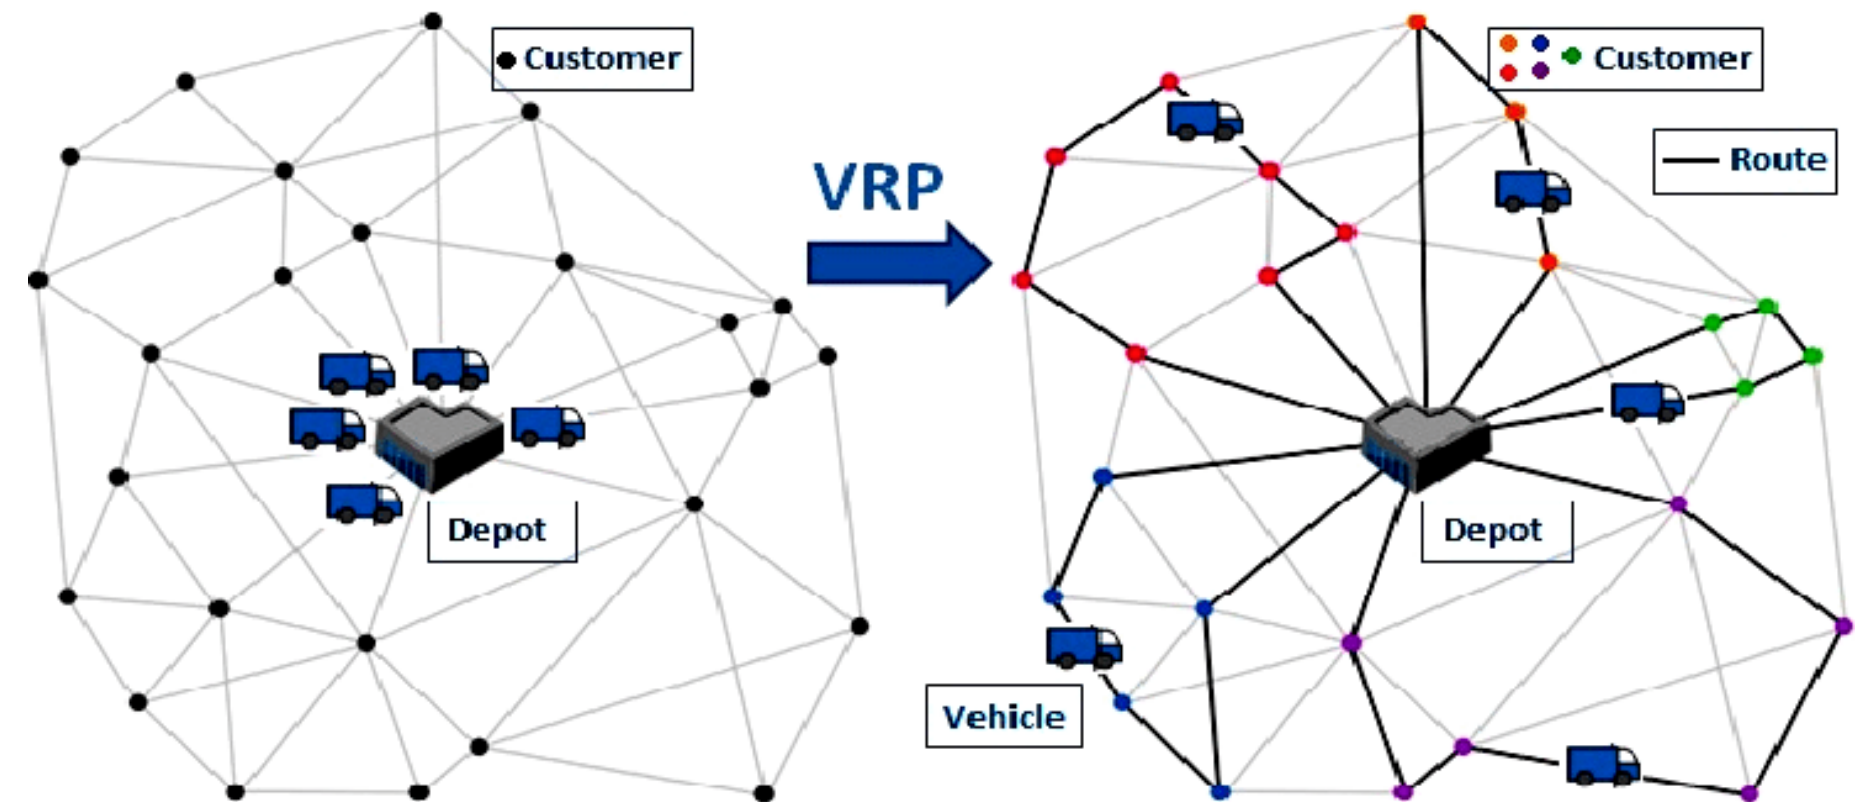 Customer
Depot
VRP
Customer
Route
Depot
Vehicle